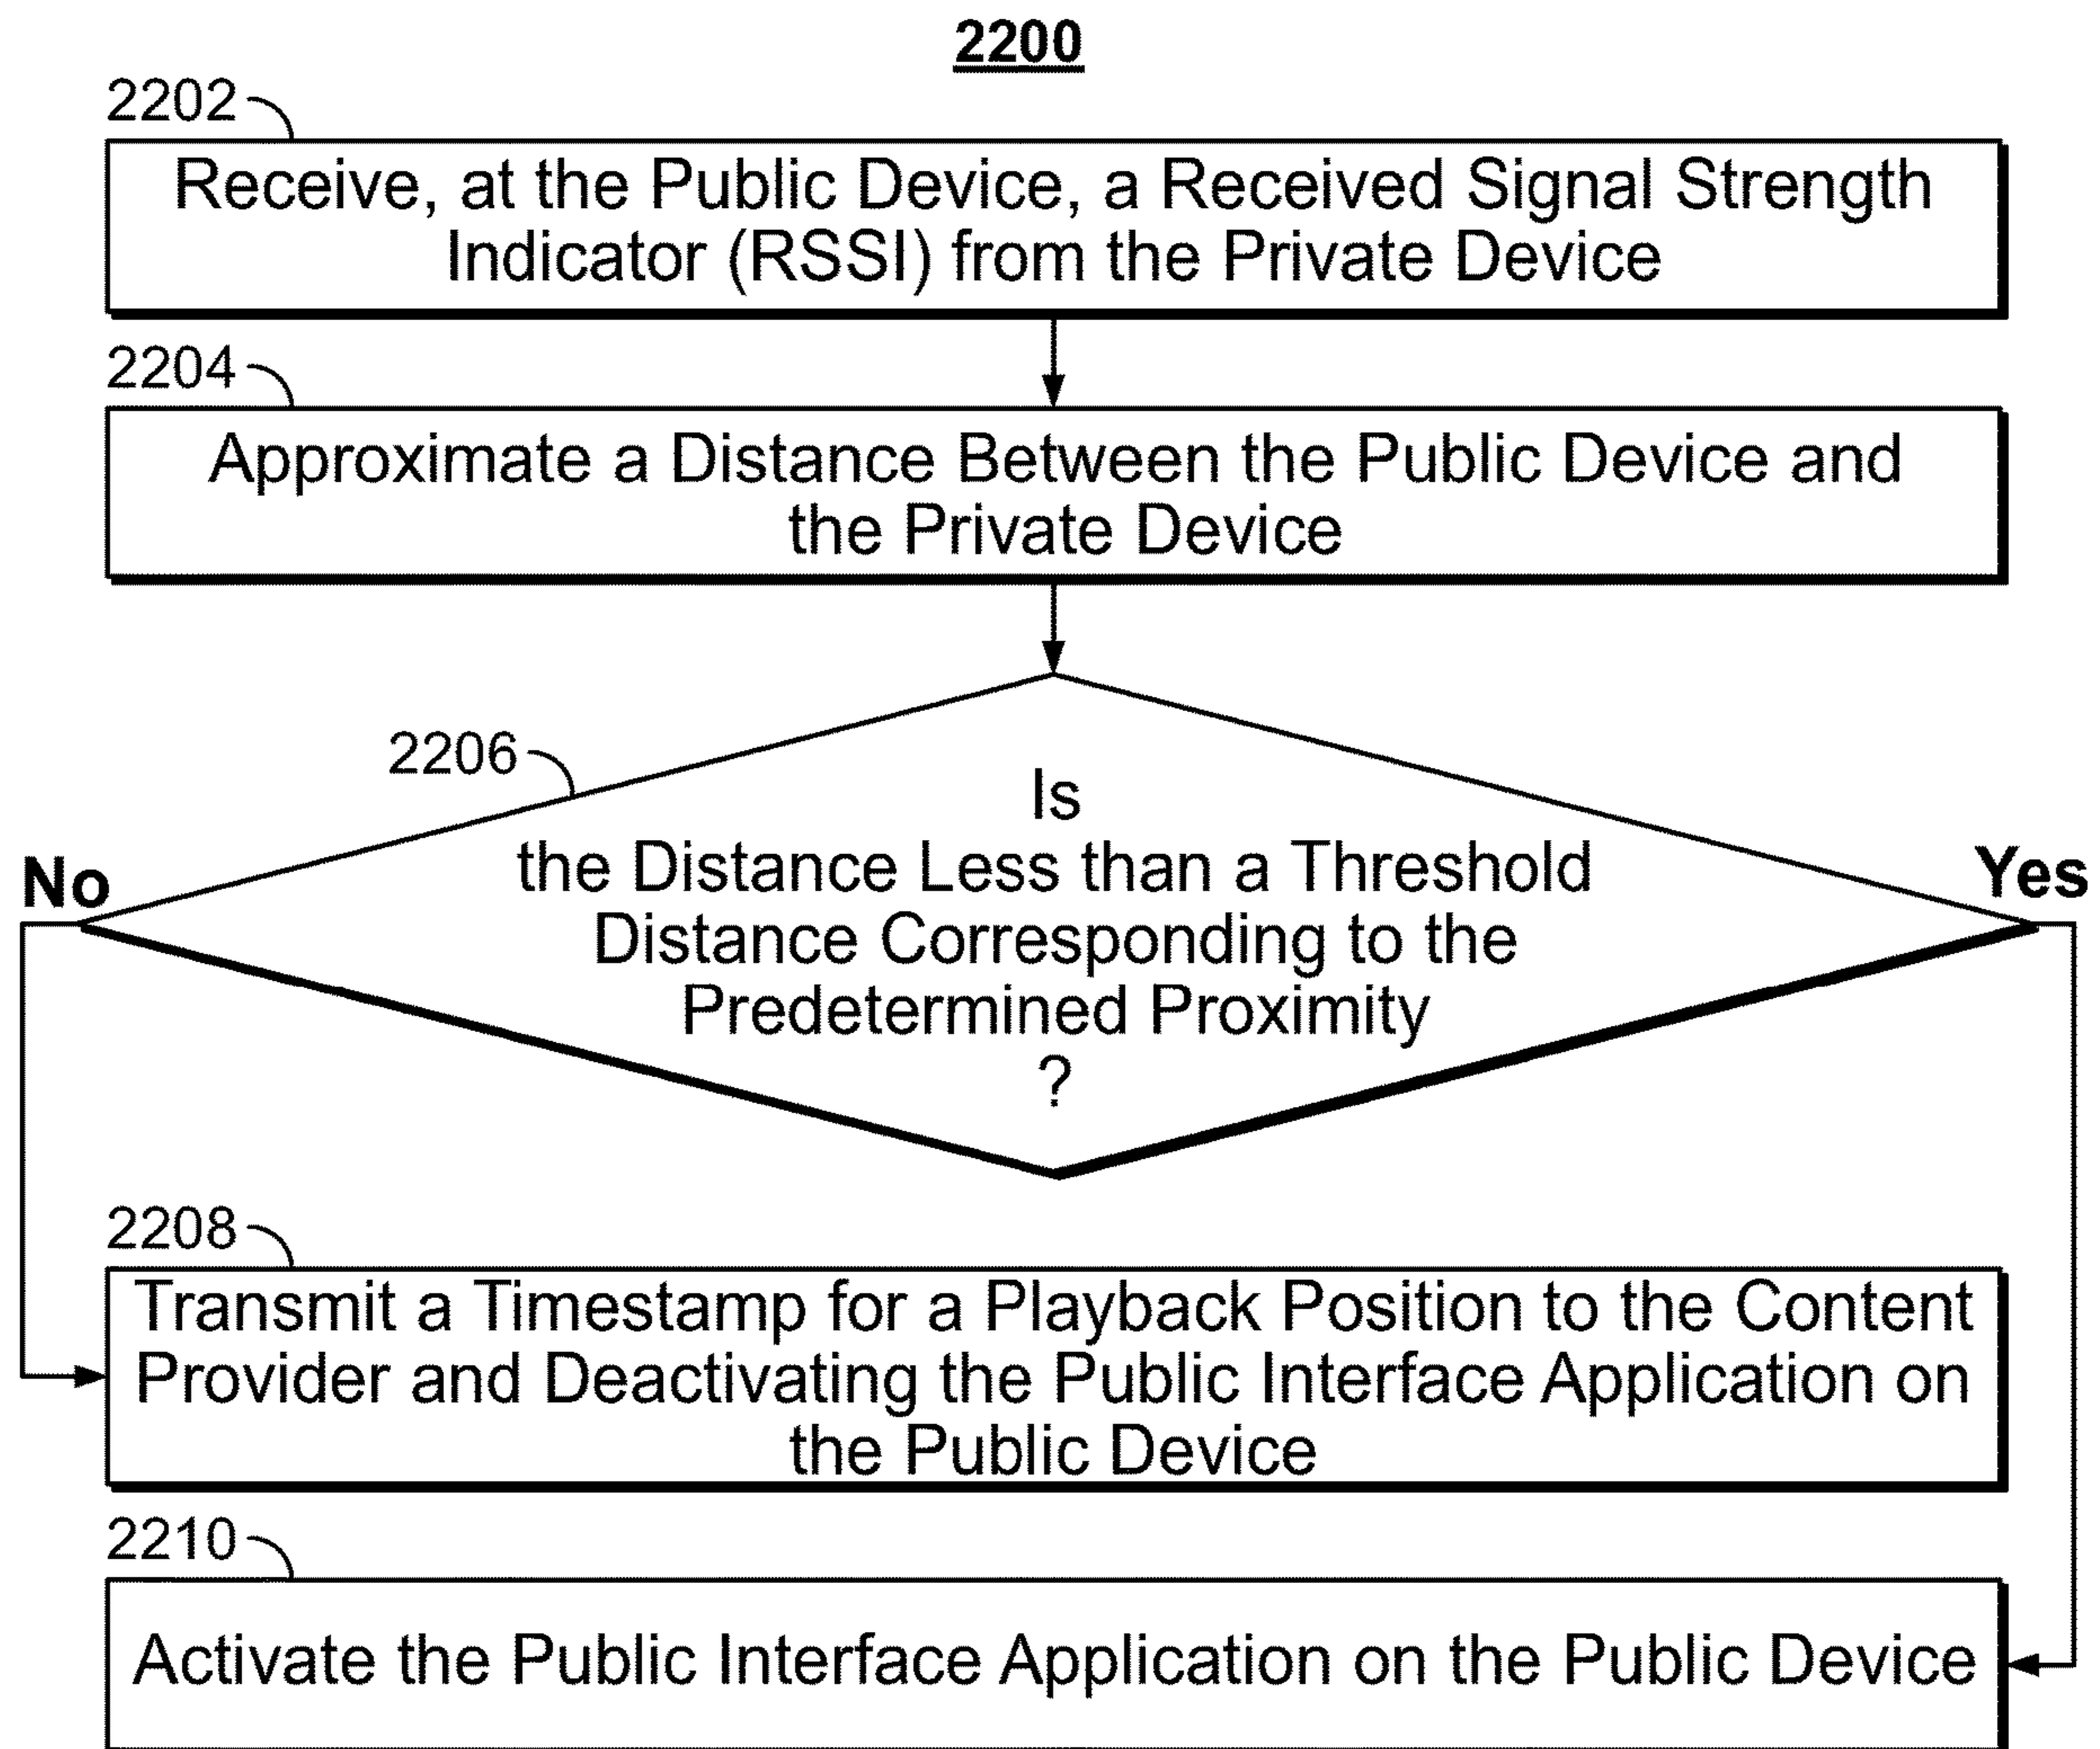 2200
2202
Receive, at the Public Device, a Received Signal Strength
Indicator (RSSI) from the Private Device
2204
Approximate a Distance Between the Public Device and
the Private Device
2206
Is
the Distance Less than a Threshold
Distance Corresponding to the
Predetermined Proximity
?
No
Yes
2208
Transmit a Timestamp for a Playback Position to the Content
Provider and Deactivating the Public Interface Application on
the Public Device
2210
Activate the Public Interface Application on the Public Device